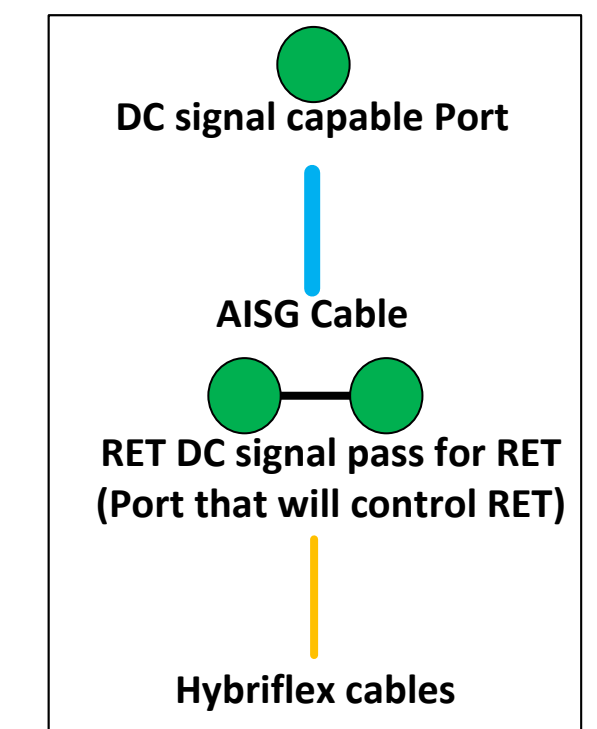 DC signal capable Port
AISG Cable
RET DC signal pass for RET
(Port that will control RET)
Hybriflex cables